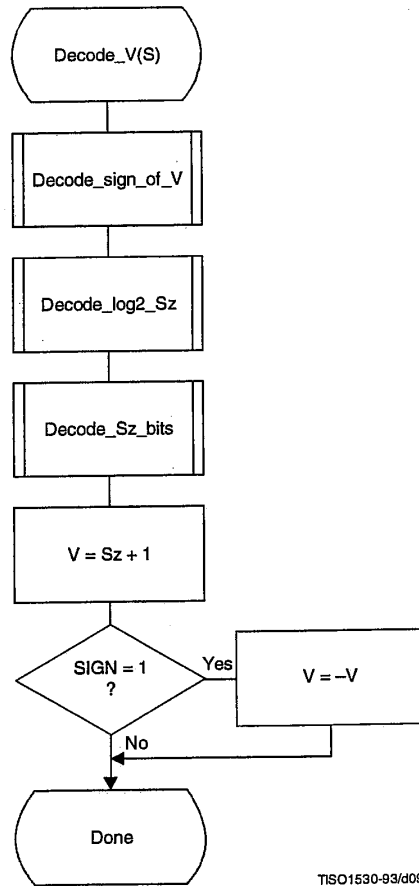 Decode_V(S)
Decode_sign_of_V
Decode_log2_Sz
Decode_Sz_bits
V = Sz + 1
SIGN = 1
?
Yes
V = –V
No
Done